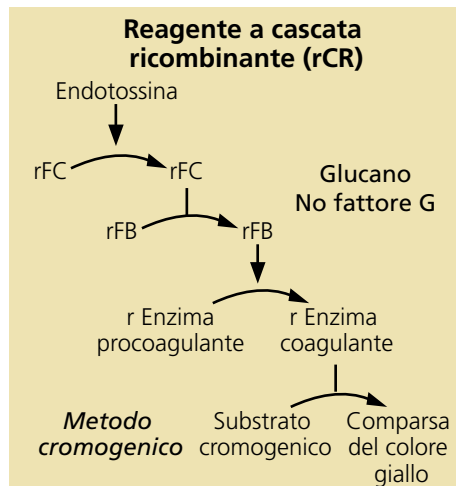 Reagente a cascata
ricombinante (rCR)
Endotossina
rFC
rFC
Glucano
No fattore G
rFB
rFB
r Enzima
procoagulante
r Enzima
coagulante
Metodo
cromogenico
Substrato
cromogenico
Comparsa
del colore
giallo